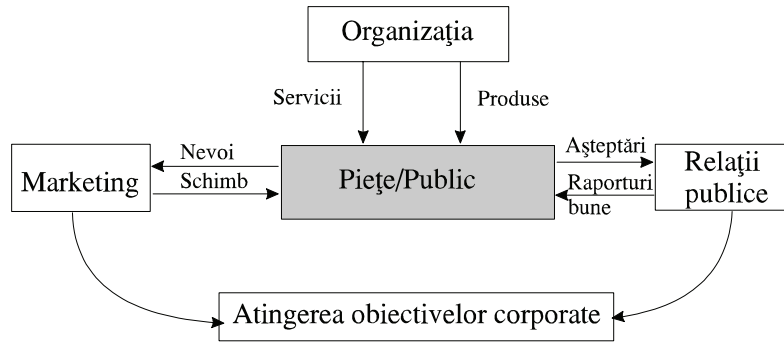 Organizaţia
Servicii
Produse
Nevoi
Schimb
Marketing
Pieţe/Public
Aşteptări
Raporturi
bune
Relaţii
publice
Atingerea obiectivelor corporate